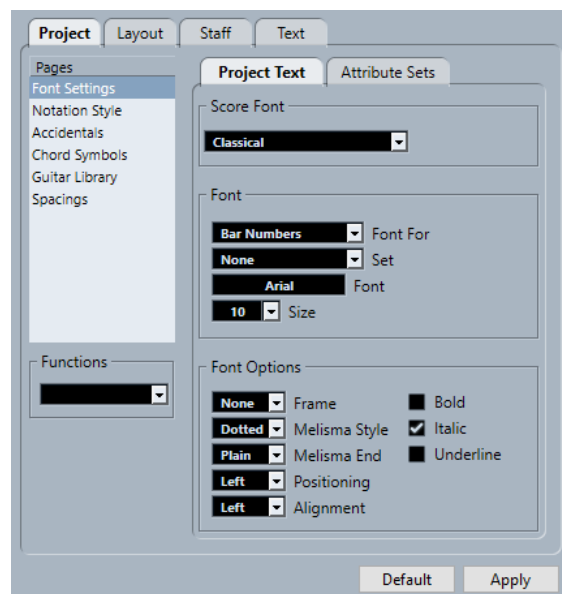 Project Layout Staff Text
Pages
Font Settings
Notation Style
Accidentals
Chord Symbols
Guitar Library
Spacings
Functions
Project Text Attribute Sets
Score Font
Classical
Font
Bar Numbers Font For
None Set
Arial Font
10 Size
Font Options
None Frame Bold
Dotted Melisma Style Italic
Plain Melisma End Underline
Left Positioning
Left Alignment
Default Apply